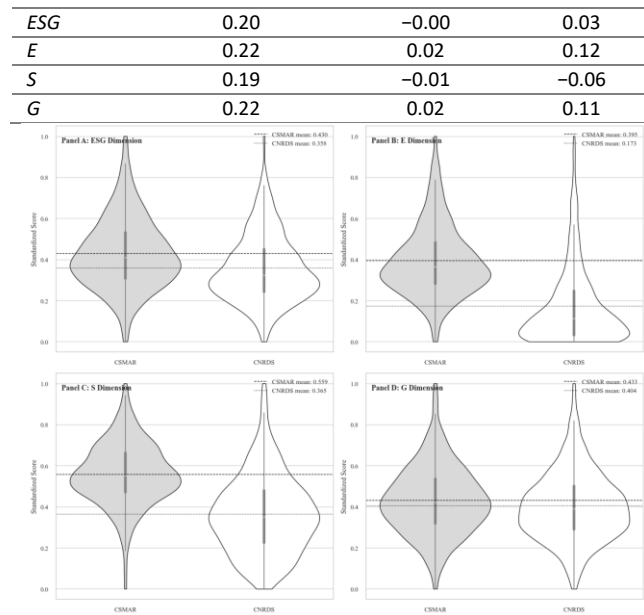 ESG 0.20 −0.00 0.03
E 0.22 0.02 0.12
S 0.19 −0.01 −0.06
G 0.22 0.02 0.11
Panel A: ESG Dimension
CSMAR mean: 0.430
CNRDS mean: 0.358
Standardized Score
1.0
0.8
0.6
0.4
0.2
0.0
CSMAR CNRDS
Panel B: E Dimension
CSMAR mean: 0.395
CNRDS mean: 0.173
Standardized Score
1.0
0.8
0.6
0.4
0.2
0.0
CSMAR CNRDS
Panel C: S Dimension
CSMAR mean: 0.559
CNRDS mean: 0.365
Standardized Score
1.0
0.8
0.6
0.4
0.2
0.0
CSMAR CNRDS
Panel D: G Dimension
CSMAR mean: 0.433
CNRDS mean: 0.404
Standardized Score
1.0
0.8
0.6
0.4
0.2
0.0
CSMAR CNRDS